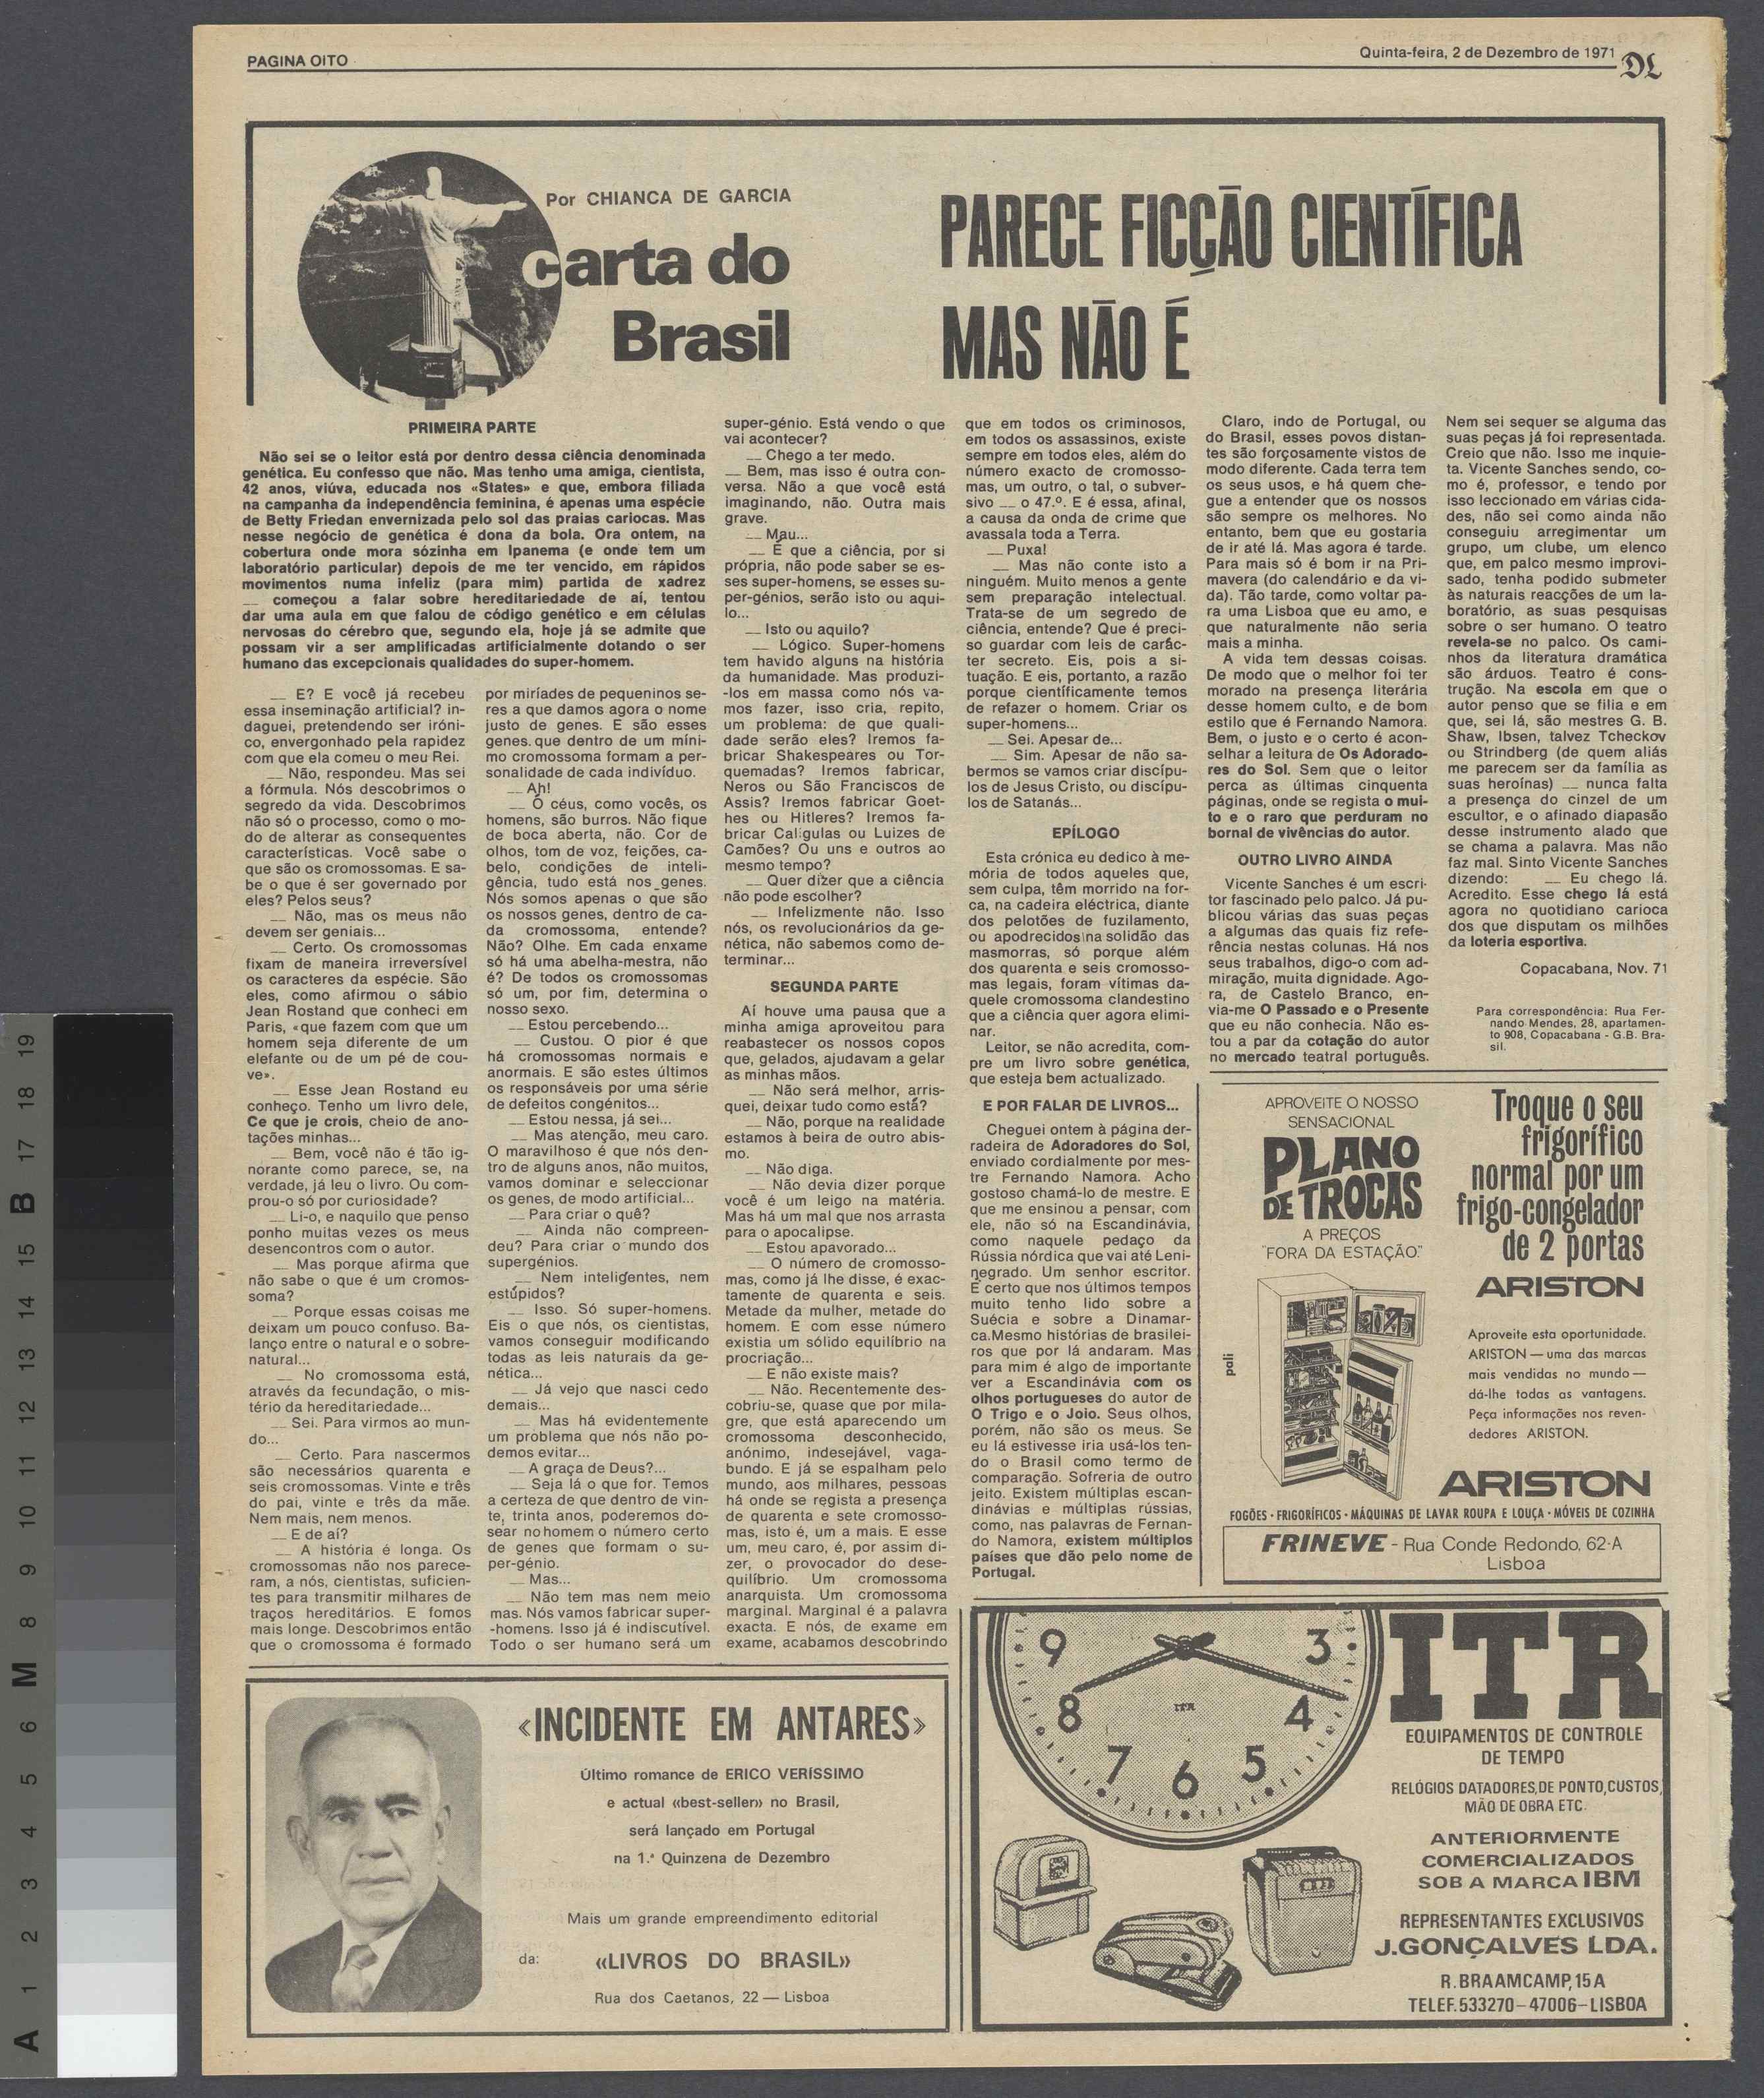 PAGINA OITO
Quinta-feira, 2 de Dezembro de 1971
DL
Por CHIANCA DE GARCIA
carta do
Brasil
PARECE FICÇÃO CIENTÍFICA
MAS NÃO É
PRIMEIRA PARTE
Não sei se o leitor está por dentro dessa ciência denominada
genética. Eu confesso que não. Mas tenho uma amiga, cientista,
42 anos, viúva, educada nos «States» e que, embora filiada
na campanha da independência feminina, é apenas uma espécie
de Betty Friedan envernizada pelo sol das praias cariocas. Mas
nesse negócio de genética é dona da bola. Ora ontem, na
cobertura onde mora sózinha em Ipanema (e onde tem um
laboratório particular) depois de me ter vencido, em rápidos
movimentos numa infeliz (para mim) partida de xadrez
__ começou a falar sobre hereditariedade de aí, tentou
dar uma aula em que falou de código genético e em células
nervosas do cérebro que, segundo ela, hoje já se admite que
possam vir a ser amplificadas artificialmente dotando o ser
humano das excepcionais qualidades do super-homem.
__ E? E você já recebeu
essa inseminação artificial? in-
daguei, pretendendo ser iróni-
co, envergonhado pela rapidez
com que ela comeu o meu Rei.
__ Não, respondeu. Mas sei
a fórmula. Nós descobrimos o
segredo da vida. Descobrimos
não só o processo, como o mo-
do de alterar as consequentes
características. Você sabe o
que são os cromossomas. E sa-
be o que é ser governado por
eles? Pelos seus?
__ Não, mas os meus não
devem ser geniais...
__ Certo. Os cromossomas
fixam de maneira irreversível
os caracteres da espécie. São
eles, como afirmou o sábio
Jean Rostand que conheci em
Paris, «que fazem com que um
homem seja diferente de um
elefante ou de um pé de cou-
ve».
__ Esse Jean Rostand eu
conheço. Tenho um livro dele,
Ce que je crois, cheio de ano-
tações minhas...
__ Bem, você não é tão ig-
norante como parece, se, na
verdade, já leu o livro. Ou com-
prou-o só por curiosidade?
__ Li-o, e naquilo que penso
ponho muitas vezes os meus
desencontros com o autor.
__ Mas porque afirma que
não sabe o que é um cromos-
soma?
__ Porque essas coisas me
deixam um pouco confuso. Ba-
lanço entre o natural e o sobre-
natural...
__ No cromossoma está,
através da fecundação, o mis-
tério da hereditariedade...
__ Sei. Para virmos ao mun-
do...
__ Certo. Para nascermos
são necessários quarenta e
seis cromossomas. Vinte e três
do pai, vinte e três da mãe.
Nem mais, nem menos.
__ E de aí?
__ A história é longa. Os
cromossomas não nos parece-
ram, a nós, cientistas, suficien-
tes para transmitir milhares de
traços hereditários. E fomos
mais longe. Descobrimos então
que o cromossoma é formado
por miríades de pequeninos se-
res a que damos agora o nome
justo de genes. E são esses
genes que dentro de um míni-
mo cromossoma formam a per-
sonalidade de cada indivíduo.
__ Ah!
__ Ó céus, como vocês, os
homens, são burros. Não fique
de boca aberta, não. Cor de
olhos, tom de voz, feições, ca-
belo, condições de inteli-
gência, tudo está nos genes.
Nós somos apenas o que são
os nossos genes, dentro de ca-
da cromossoma, entende?
Não? Olhe. Em cada enxame
só há uma abelha-mestra, não
é? De todos os cromossomas
só um, por fim, determina o
nosso sexo.
__ Estou percebendo...
__ Custou. O pior é que
há cromossomas normais e
anormais. E são estes últimos
os responsáveis por uma série
de defeitos congénitos...
__ Estou nessa, já sei...
__ Mas atenção, meu caro.
O maravilhoso é que nós den-
tro de alguns anos, não muitos,
vamos dominar e seleccionar
os genes, de modo artificial...
__ Para criar o quê?
__ Ainda não compreen-
deu? Para criar o mundo dos
supergénios.
__ Nem inteligentes, nem
estúpidos?
__ Isso. Só super-homens.
Eis o que nós, os cientistas,
vamos conseguir modificando
todas as leis naturais da ge-
nética...
__ Já vejo que nasci cedo
demais...
__ Mas há evidentemente
um problema que nós não po-
demos evitar...
__ A graça de Deus?...
__ Seja lá o que for. Temos
a certeza de que dentro de vin-
te, trinta anos, poderemos do-
sear no homem o número certo
de genes que formam o su-
per-génio.
__ Mas...
__ Não tem mas nem meio
mas. Nós vamos fabricar super-
-homens. Isso já é indiscutível.
Todo o ser humano será um
super-génio. Está vendo o que
vai acontecer?
__ Chego a ter medo.
__ Bem, mas isso é outra con-
versa. Não a que você está
imaginando, não. Outra mais
grave.
__ Mau...
__ É que a ciência, por si
própria, não pode saber se es-
ses super-homens, se esses su-
per-génios, serão isto ou aqui-
lo...
__ Isto ou aquilo?
__ Lógico. Super-homens
tem havido alguns na história
da humanidade. Mas produzi-
-los em massa como nós va-
mos fazer, isso cria, repito,
um problema: de que quali-
dade serão eles? Iremos fa-
bricar Shakespeares ou Tor-
quemadas? Iremos fabricar,
Neros ou São Franciscos de
Assis? Iremos fabricar Goet-
hes ou Hitleres? Iremos fa-
bricar Calígulas ou Luizes de
Camões? Ou uns e outros ao
mesmo tempo?
__ Quer dizer que a ciência
não pode escolher?
__ Infelizmente não. Isso
nós, os revolucionários da ge-
nética, não sabemos como de-
terminar...
SEGUNDA PARTE
Aí houve uma pausa que a
minha amiga aproveitou para
reabastecer os nossos copos
que, gelados, ajudavam a gelar
as minhas mãos.
__ Não será melhor, arris-
quei, deixar tudo como está?
__ Não, porque na realidade
estamos à beira de outro abis-
mo.
__ Não diga.
__ Não devia dizer porque
você é um leigo na matéria.
Mas há um mal que nos arrasta
para o apocalipse.
__ Estou apavorado...
__ O número de cromosso-
mas, como já lhe disse, é exac-
tamente de quarenta e seis.
Metade da mulher, metade do
homem. E com esse número
existia um sólido equilíbrio na
procriação...
__ E não existe mais?
__ Não. Recentemente des-
cobriu-se, quase que por mila-
gre, que está aparecendo um
cromossoma desconhecido,
anónimo, indesejável, vaga-
bundo. E já se espalham pelo
mundo, aos milhares, pessoas
há onde se regista a presença
de quarenta e sete cromosso-
mas, isto é, um a mais. E esse
um, meu caro, é, por assim di-
zer, o provocador do dese-
quilíbrio. Um cromossoma
anarquista. Um cromossoma
marginal. Marginal é a palavra
exacta. E nós, de exame em
exame, acabamos descobrindo
que em todos os criminosos,
em todos os assassinos, existe
sempre em todos eles, além do
número exacto de cromosso-
mas, um outro, o tal, o subver-
sivo __ o 47.º. E é essa, afinal,
a causa da onda de crime que
avassala toda a Terra.
__ Puxa!
__ Mas não conte isto a
ninguém. Muito menos a gente
sem preparação intelectual.
Trata-se de um segredo de
ciência, entende? Que é preci-
so guardar com leis de carác-
ter secreto. Eis, pois a si-
tuação. E eis, portanto, a razão
porque científicamente temos
de refazer o homem. Criar os
super-homens...
__ Sei. Apesar de...
__ Sim. Apesar de não sa-
bermos se vamos criar discípu-
los de Jesus Cristo, ou discípu-
los de Satanás...
EPÍLOGO
Esta crónica eu dedico à me-
mória de todos aqueles que,
sem culpa, têm morrido na for-
ca, na cadeira eléctrica, diante
dos pelotões de fuzilamento,
ou apodrecidos na solidão das
masmorras, só porque além
dos quarenta e seis cromosso-
mas legais, foram vítimas da-
quele cromossoma clandestino
que a ciência quer agora elimi-
nar.
Leitor, se não acredita, com-
pre um livro sobre genética,
que esteja bem actualizado.
E POR FALAR DE LIVROS...
Cheguei ontem à página der-
radeira de Adoradores do Sol,
enviado cordialmente por mes-
tre Fernando Namora. Acho
gostoso chamá-lo de mestre. E
que me ensinou a pensar, com
ele, não só na Escandinávia,
como naquele pedaço da
Rússia nórdica que vai até Leni-
negrado. Um senhor escritor.
É certo que nos últimos tempos
muito tenho lido sobre a
Suécia e sobre a Dinamar-
ca.Mesmo histórias de brasilei-
ros que por lá andaram. Mas
para mim é algo de importante
ver a Escandinávia com os
olhos portugueses do autor de
O Trigo e o Joio. Seus olhos,
porém, não são os meus. Se
eu lá estivesse iria usá-los ten-
do o Brasil como termo de
comparação. Sofreria de outro
jeito. Existem múltiplas escan-
dinávias e múltiplas rússias,
como, nas palavras de Fernan-
do Namora, existem múltiplos
países que dão pelo nome de
Portugal.
Claro, indo de Portugal, ou
do Brasil, esses povos distan-
tes são forçosamente vistos de
modo diferente. Cada terra tem
os seus usos, e há quem che-
gue a entender que os nossos
são sempre os melhores. No
entanto, bem que eu gostaria
de ir até lá. Mas agora é tarde.
Para mais só é bom ir na Pri-
mavera (do calendário e da vi-
da). Tão tarde, como voltar pa-
ra uma Lisboa que eu amo, e
que naturalmente não seria
mais a minha.
A vida tem dessas coisas.
De modo que o melhor foi ter
morado na presença literária
desse homem culto, e de bom
estilo que é Fernando Namora.
Bem, o justo e o certo é acon-
selhar a leitura de Os Adorado-
res do Sol. Sem que o leitor
perca as últimas cinquenta
páginas, onde se regista o mui-
to e o raro que perduram no
bornal de vivências do autor.
OUTRO LIVRO AINDA
Vicente Sanches é um escri-
tor fascinado pelo palco. Já pu-
blicou várias das suas peças
a algumas das quais fiz refe-
rência nestas colunas. Há nos
seus trabalhos, digo-o com ad-
miração, muita dignidade. Ago-
ra, de Castelo Branco, en-
via-me O Passado e o Presente
que eu não conhecia. Não es-
tou a par da cotação do autor
no mercado teatral português.
Nem sei sequer se alguma das
suas peças já foi representada.
Creio que não. Isso me inquie-
ta. Vicente Sanches sendo, co-
mo é, professor, e tendo por
isso leccionado em várias cida-
des, não sei como ainda não
conseguiu arregimentar um
grupo, um clube, um elenco
que, em palco mesmo improvi-
sado, tenha podido submeter
às naturais reacções de um la-
boratório, as suas pesquisas
sobre o ser humano. O teatro
revela-se no palco. Os cami-
nhos da literatura dramática
são árduos. Teatro é cons-
trução. Na escola em que o
autor penso que se filia e em
que, sei lá, são mestres G. B.
Shaw, Ibsen, talvez Tcheckov
ou Strindberg (de quem aliás
me parecem ser da família as
suas heroínas) __ nunca falta
a presença do cinzel de um
escultor, e o afinado diapasão
desse instrumento alado que
se chama a palavra. Mas não
faz mal. Sinto Vicente Sanches
dizendo: __ Eu chego lá.
Acredito. Esse chego lá está
agora no quotidiano carioca
dos que disputam os milhões
da loteria esportiva.
Copacabana, Nov. 71
Para correspondência: Rua Fer-
nando Mendes, 28, apartamen-
to 908, Copacabana - G.B. Bra-
sil.
APROVEITE O NOSSO
SENSACIONAL
PLANO
DE TROCAS
A PREÇOS
"FORA DA ESTAÇÃO."
Troque o seu
frigorífico
normal por um
frigo-congelador
de 2 portas
ARISTON
Aproveite esta oportunidade.
ARISTON — uma das marcas
mais vendidas no mundo —
dá-lhe todas as vantagens.
Peça informações nos reven-
dedores ARISTON.
pali
ARISTON
FOGÕES · FRIGORÍFICOS · MÁQUINAS DE LAVAR ROUPA E LOUÇA · MÓVEIS DE COZINHA
FRINEVE - Rua Conde Redondo, 62-A
Lisboa
«INCIDENTE EM ANTARES»
Último romance de ERICO VERÍSSIMO
e actual «best-seller» no Brasil,
será lançado em Portugal
na 1.ª Quinzena de Dezembro
Mais um grande empreendimento editorial
da: «LIVROS DO BRASIL»
Rua dos Caetanos, 22 — Lisboa
9 3
8 4
7 6 5
ITR
ITR
EQUIPAMENTOS DE CONTROLE
DE TEMPO
RELÓGIOS DATADORES,DE PONTO,CUSTOS,
MÃO DE OBRA ETC.
ANTERIORMENTE
COMERCIALIZADOS
SOB A MARCA IBM
REPRESENTANTES EXCLUSIVOS
J.GONÇALVES LDA.
R. BRAAMCAMP, 15 A
TELEF. 533270-47006-LISBOA
A 1 2 3 4 5 6 M 8 9 10 11 12 13 14 15 B 17 18 19